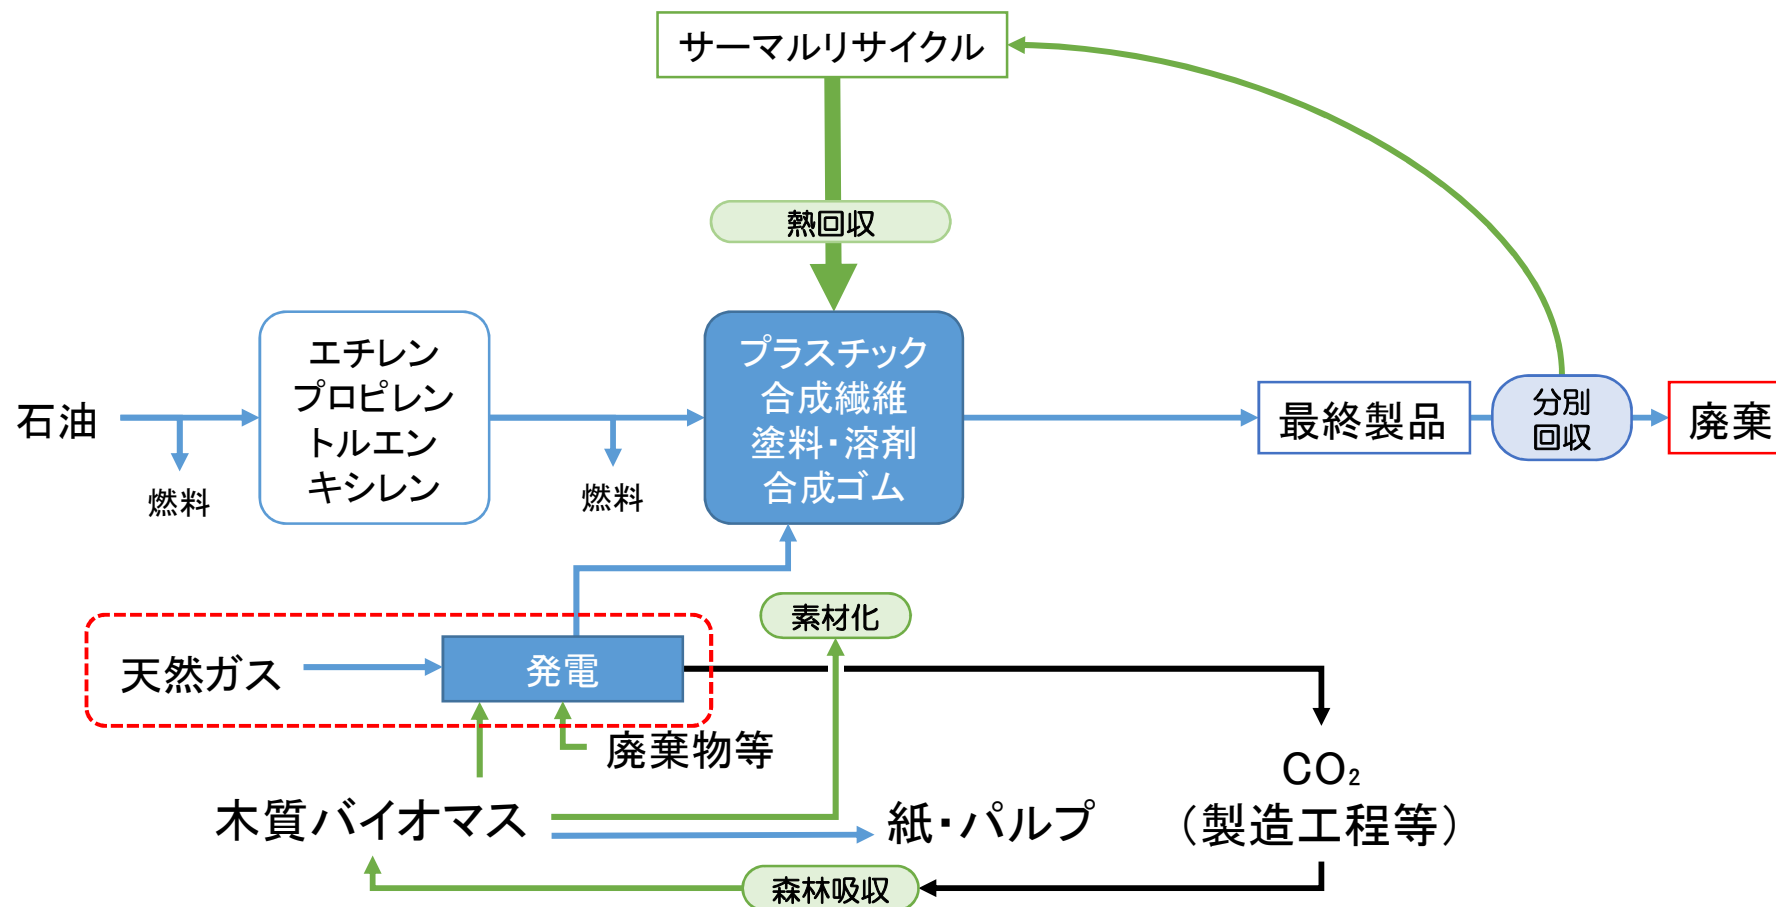 サーマルリサイクル
熱回収
石油
燃料
エチレン
プロピレン
トルエン
キシレン
燃料
プラスチック
合成繊維
塗料・溶剤
合成ゴム
最終製品
分別
回収
廃棄
天然ガス
発電
素材化
廃棄物等
木質バイオマス
紙・パルプ
CO₂
（製造工程等）
森林吸収